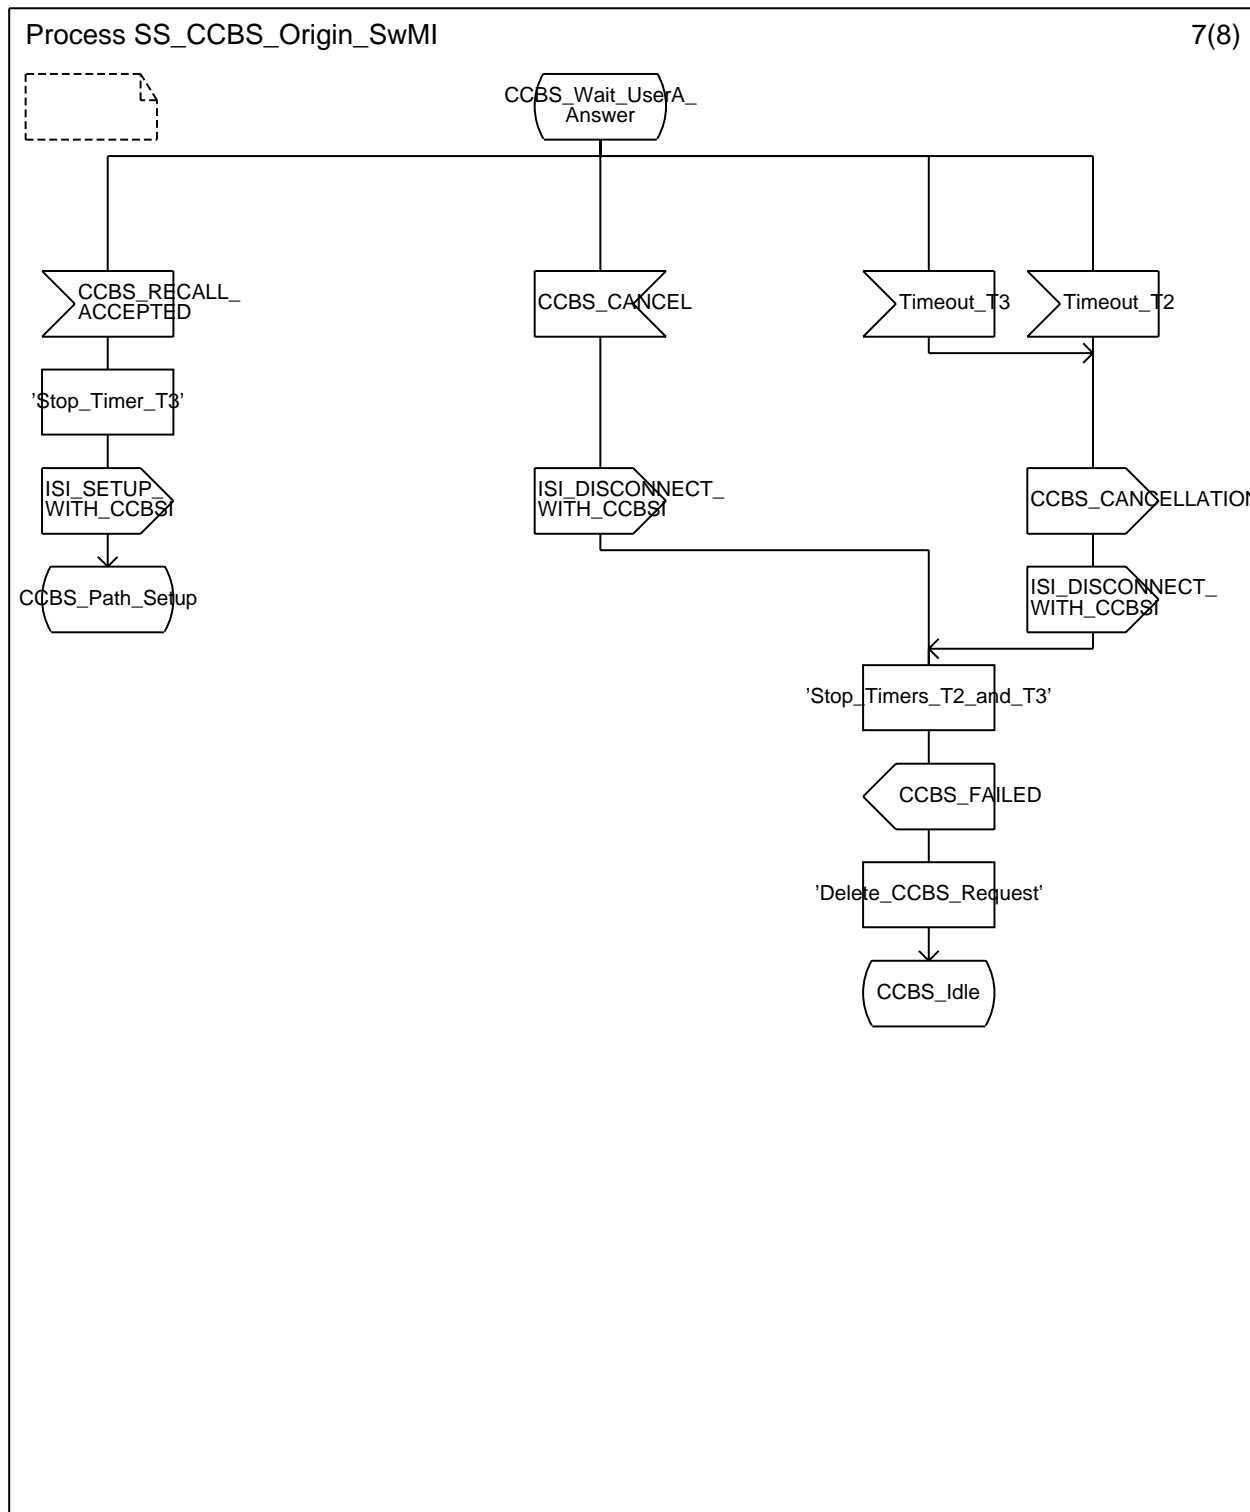 Process SS_CCBS_Origin_SwMI
7(8)
CCBS_Wait_UserA_
Answer
CCBS_RECALL_
ACCEPTED
CCBS_CANCEL
Timeout_T3
Timeout_T2
'Stop_Timer_T3'
ISI_SETUP_
WITH_CCBSI
ISI_DISCONNECT_
WITH_CCBSI
CCBS_CANCELLATION
CCBS_Path_Setup
ISI_DISCONNECT_
WITH_CCBSI
'Stop_Timers_T2_and_T3'
CCBS_FAILED
'Delete_CCBS_Request'
CCBS_Idle